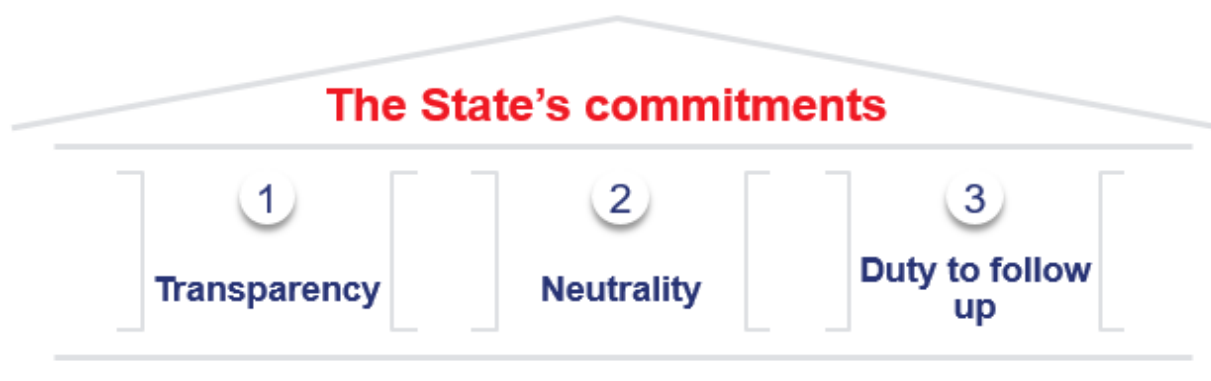 The State’s commitments
1
2
3
Transparency
Neutrality
Duty to follow
up